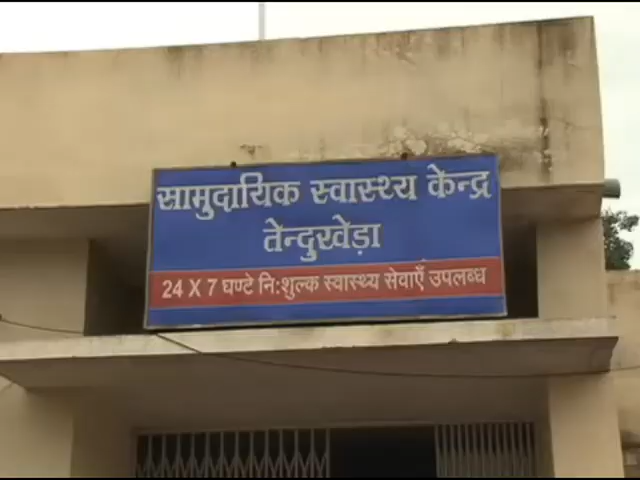 सामुदायिक स्वास्थ्य केन्द्र
तेन्दुखेड़ा
24 X 7 घण्टे नि:शुल्क स्वास्थ्य सेवाएँ उपलब्ध